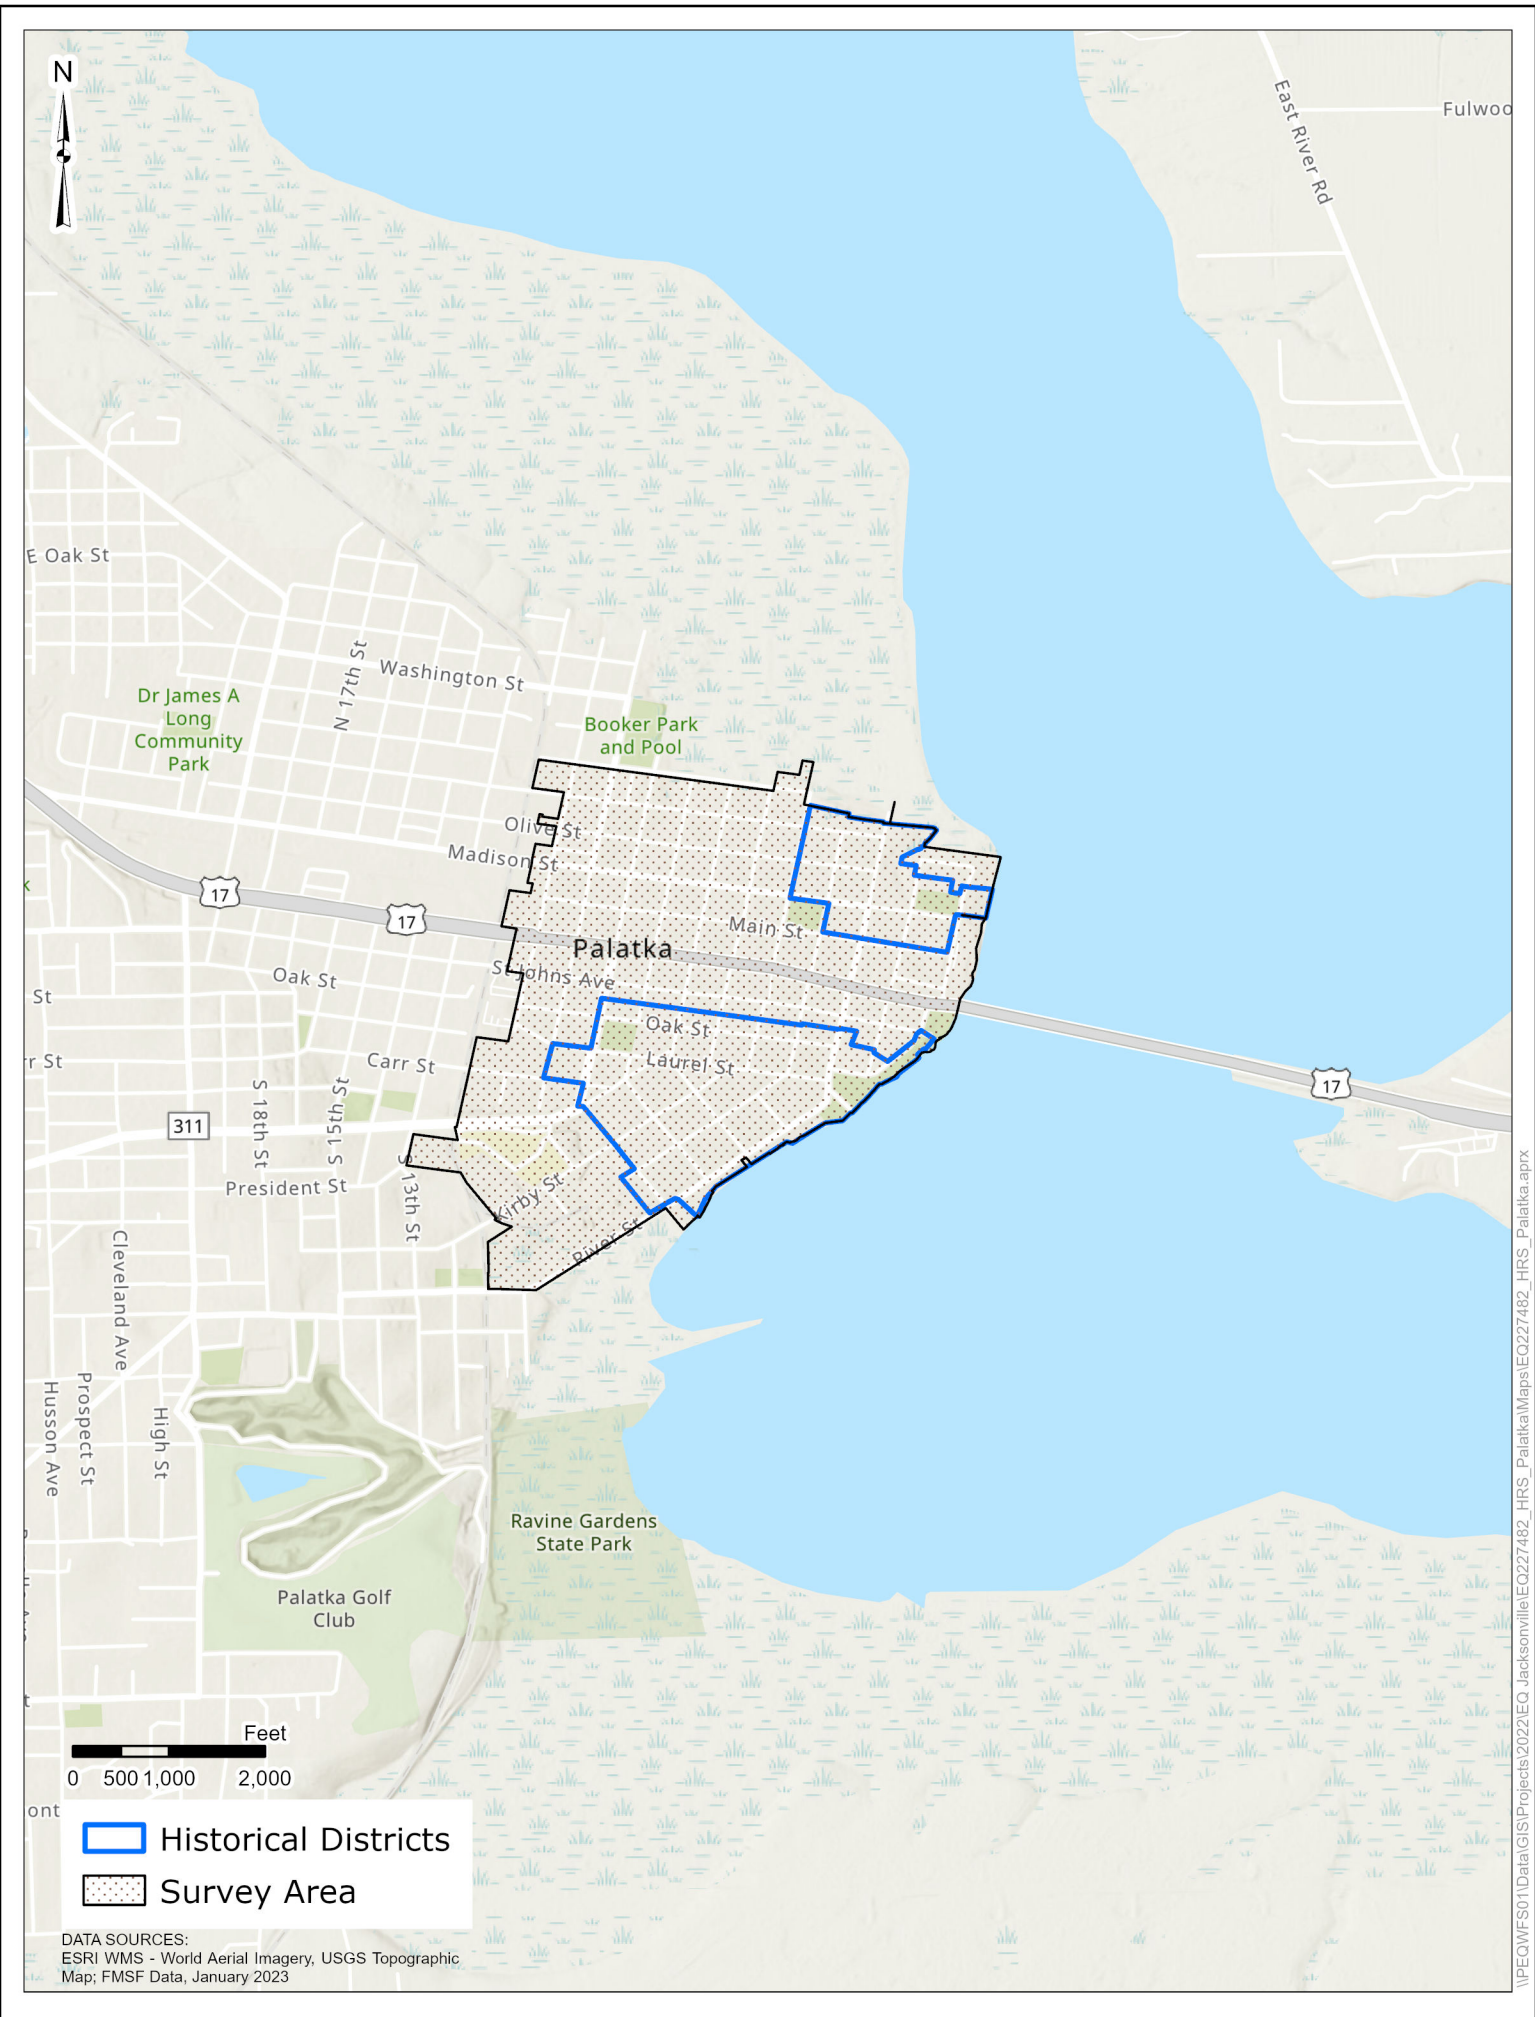 N
East River Rd
Fulwoo
E Oak St
N 17th St
Washington St
Dr James A
Long
Community
Park
Booker Park
and Pool
Olive St
Madison St
k
17
17
Main St
Palatka
St Johns Ave
Oak St
St
Oak St
Laurel St
Carr St
rr St
17
S 18th St
S 15th St
311
S 13th St
President St
Kirby St
River St
Cleveland Ave
Prospect St
Husson Ave
High St
Ravine Gardens
State Park
Palatka Golf
Club
t
Feet
0 500 1,000 2,000
ont
Historical Districts
Survey Area
DATA SOURCES:
ESRI WMS - World Aerial Imagery, USGS Topographic
Map; FMSF Data, January 2023
\\PEQWFS01\Data\GIS\Projects\2022\EQ Jacksonville\EQ227482_HRS_Palatka\Maps\EQ227482_HRS_Palatka.aprx